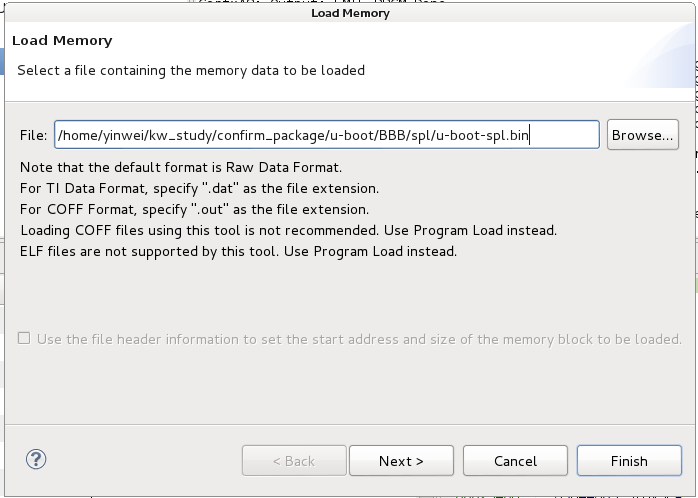 Load Memory
Load Memory
Select a file containing the memory data to be loaded
File: /home/yinwei/kw_study/confirm_package/u-boot/BBB/spl/u-boot-spl.bin Browse...
Note that the default format is Raw Data Format.
For TI Data Format, specify ".dat" as the file extension.
For COFF Format, specify ".out" as the file extension.
Loading COFF files using this tool is not recommended. Use Program Load instead.
ELF files are not supported by this tool. Use Program Load instead.
Use the file header information to set the start address and size of the memory block to be loaded.
? < Back Next > Cancel Finish